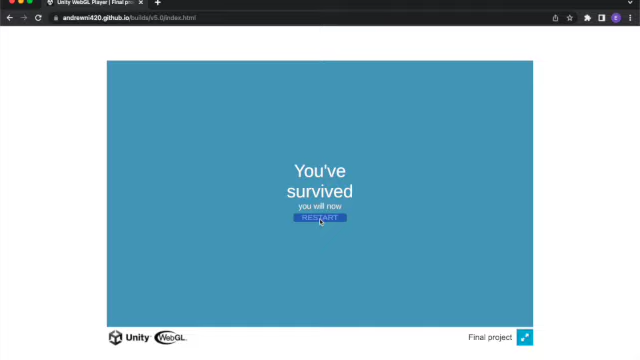 Unity WebGL Player | Final pro
andrewni420.github.io/builds/v5.0/index.html
You've
survived
you will now
RESTART
Unity WebGL.
Final project